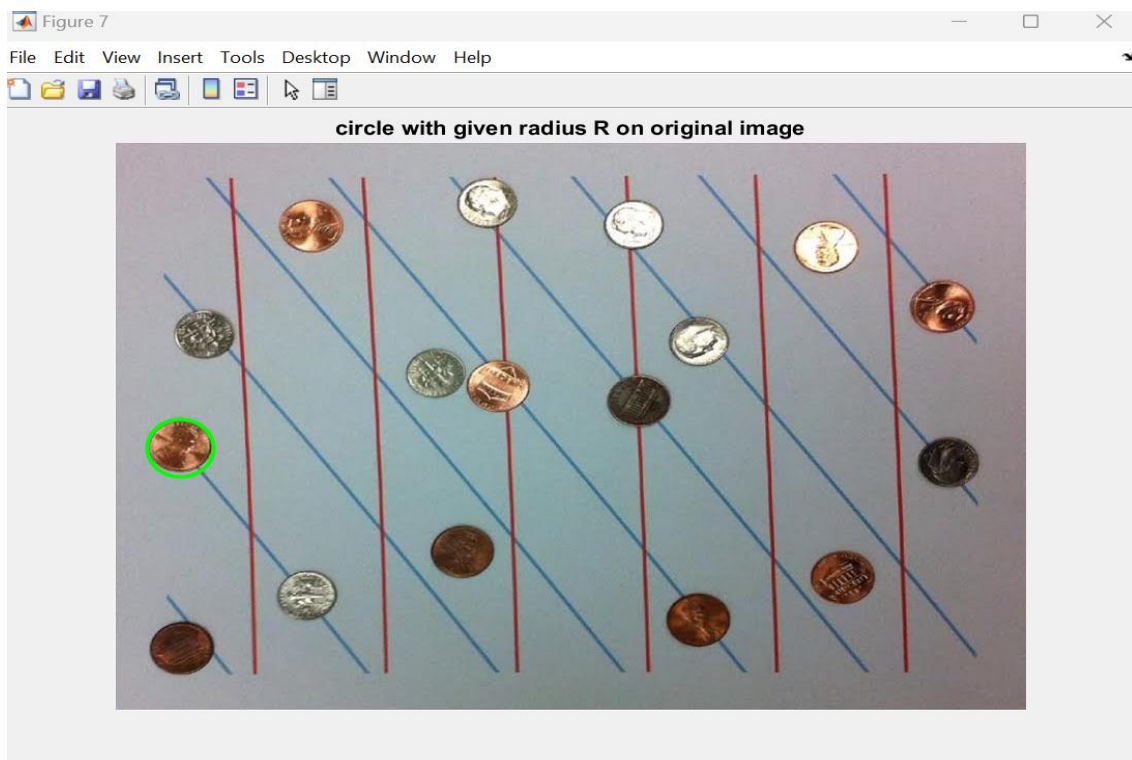 Figure 7
File Edit View Insert Tools Desktop Window Help
circle with given radius R on original image